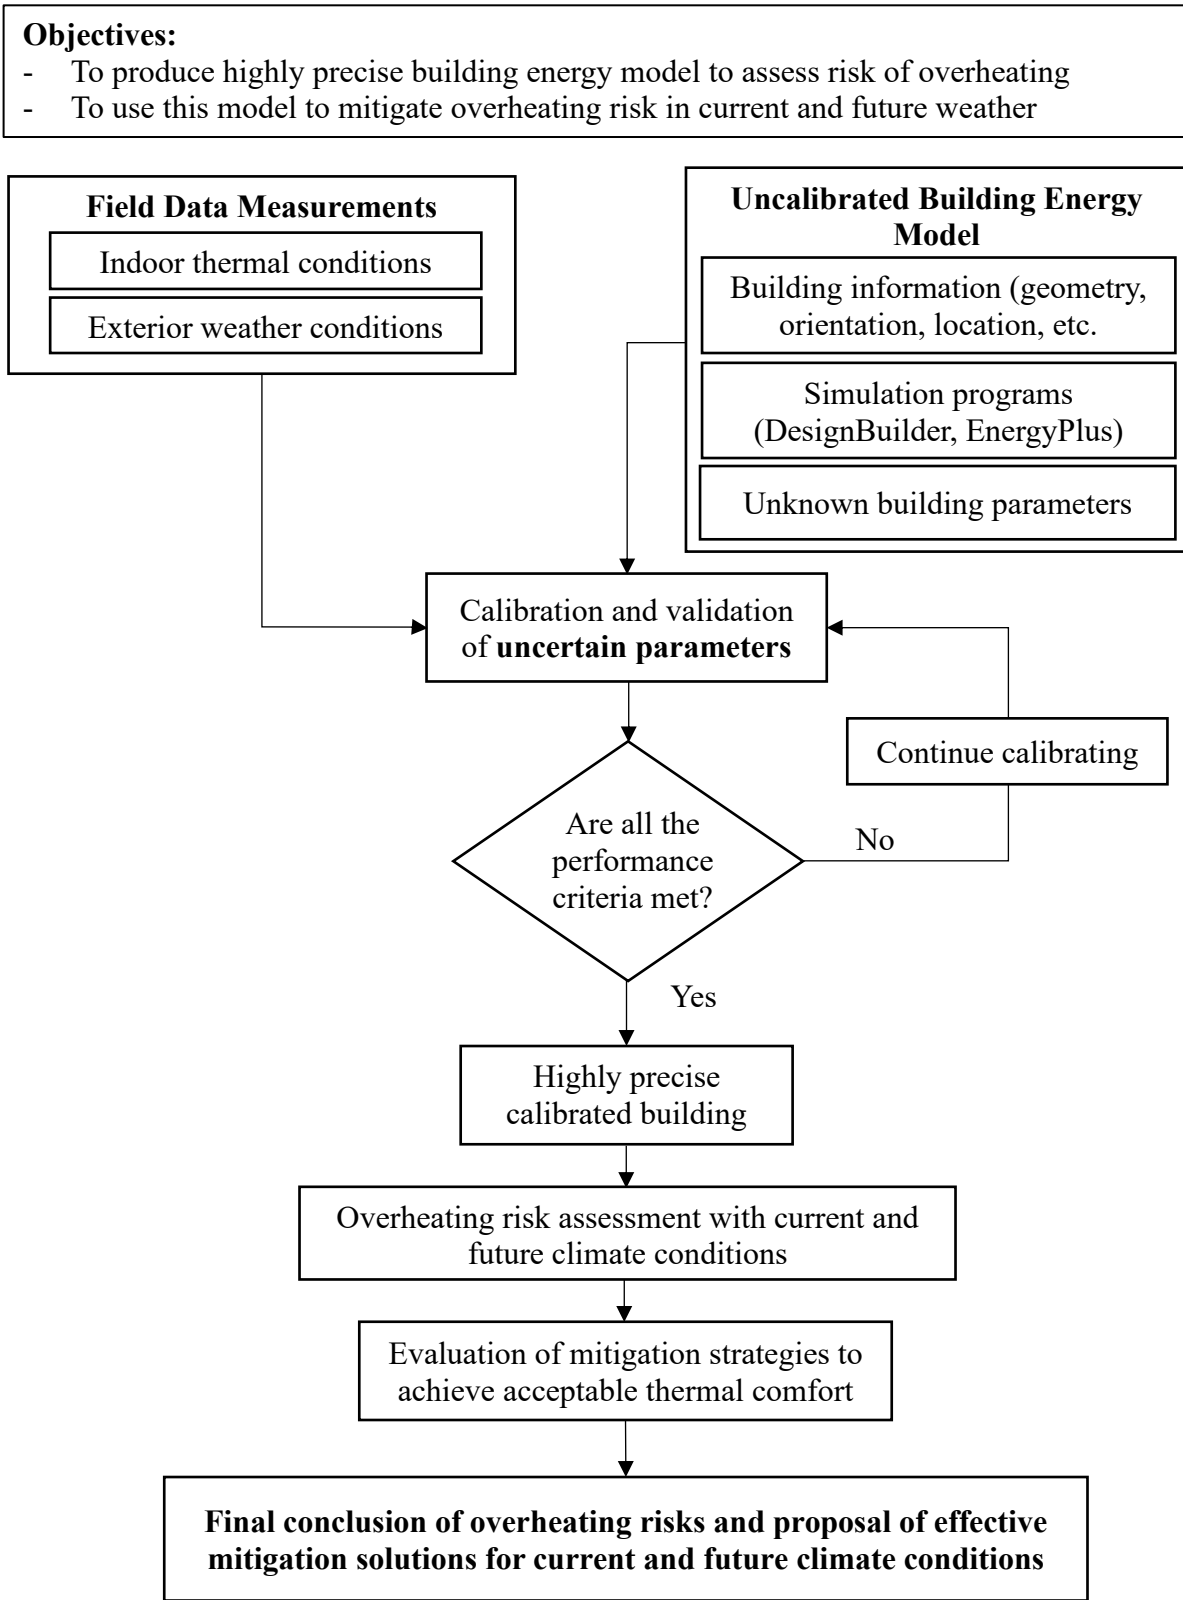 Objectives:
- To produce highly precise building energy model to assess risk of overheating
- To use this model to mitigate overheating risk in current and future weather
Field Data Measurements
Indoor thermal conditions
Exterior weather conditions
Uncalibrated Building Energy
Model
Building information (geometry,
orientation, location, etc.
Simulation programs
(DesignBuilder, EnergyPlus)
Unknown building parameters
Calibration and validation
of uncertain parameters
Continue calibrating
Are all the
performance
criteria met?
No
Yes
Highly precise
calibrated building
Overheating risk assessment with current and
future climate conditions
Evaluation of mitigation strategies to
achieve acceptable thermal comfort
Final conclusion of overheating risks and proposal of effective
mitigation solutions for current and future climate conditions